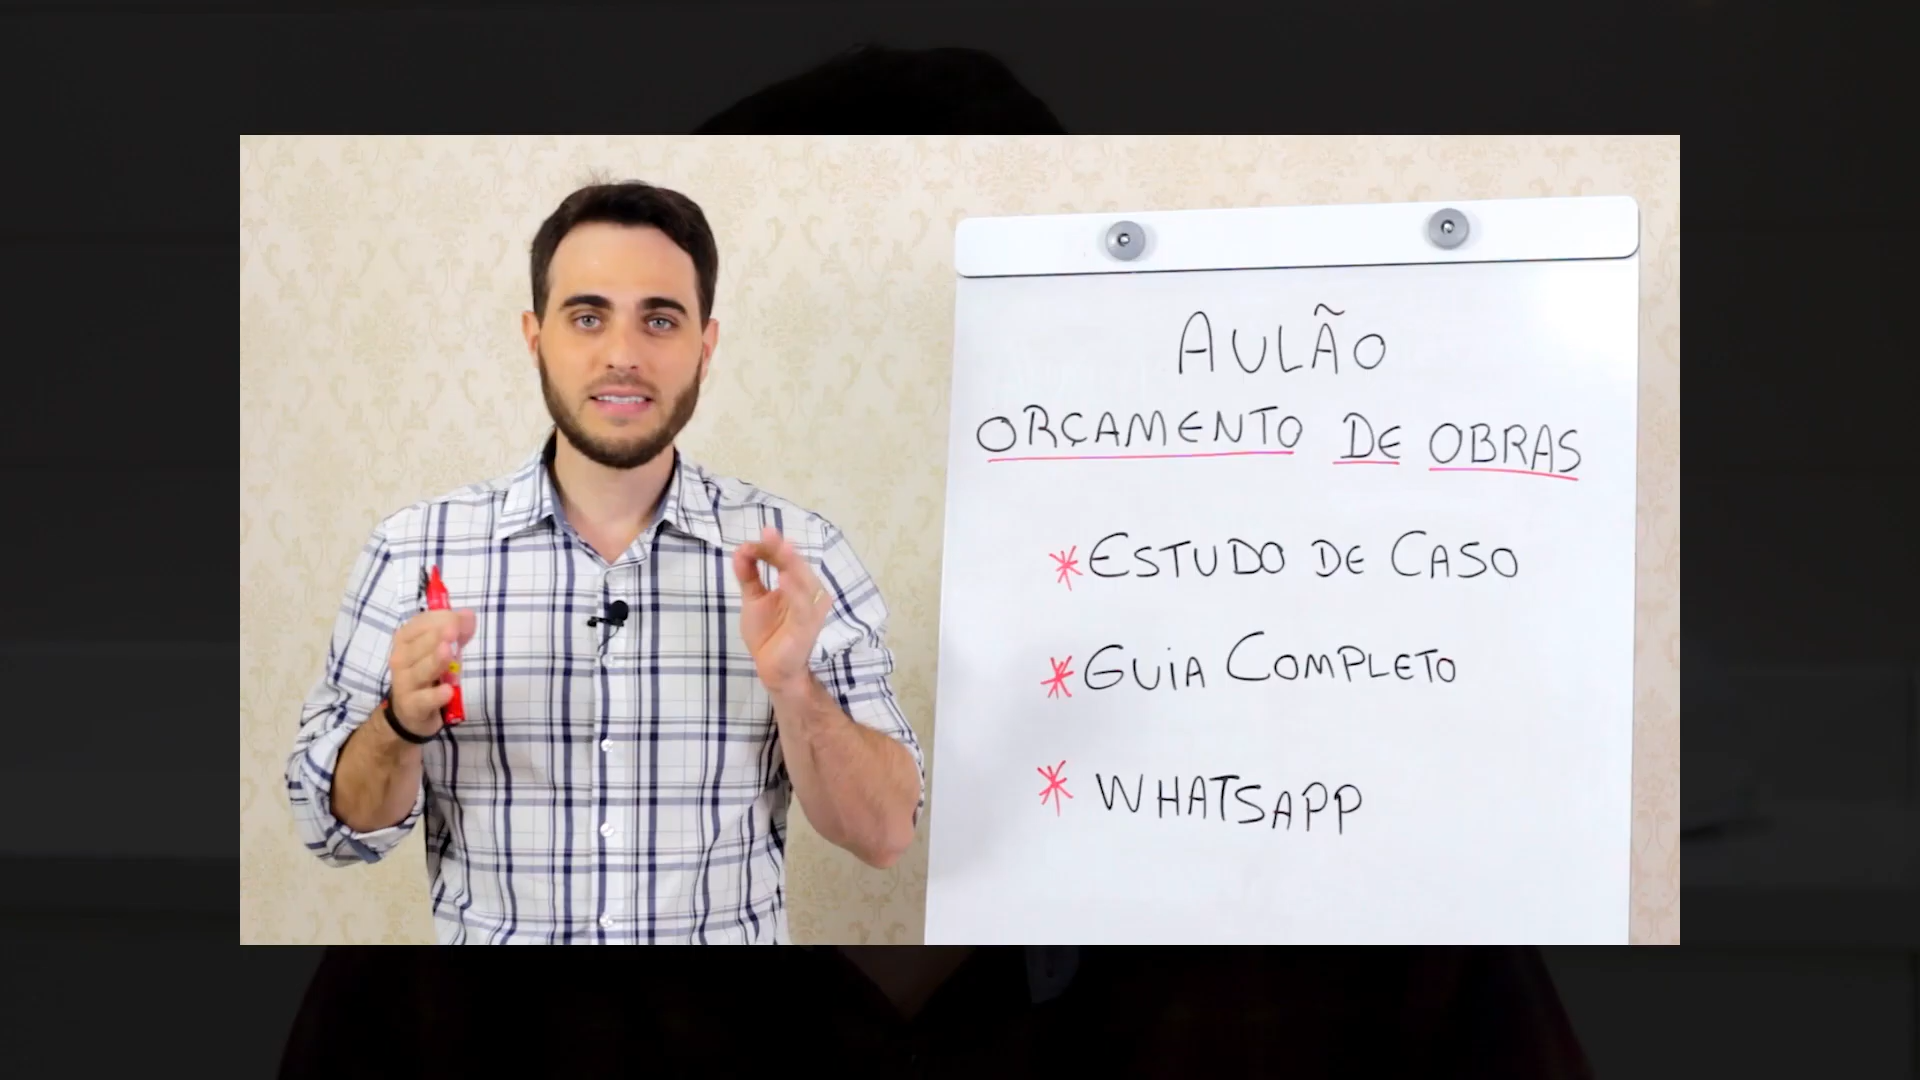 AULÃO
ORÇAMENTO DE OBRAS
* ESTUDO DE CASO
* GUIA COMPLETO
* WHATSAPP